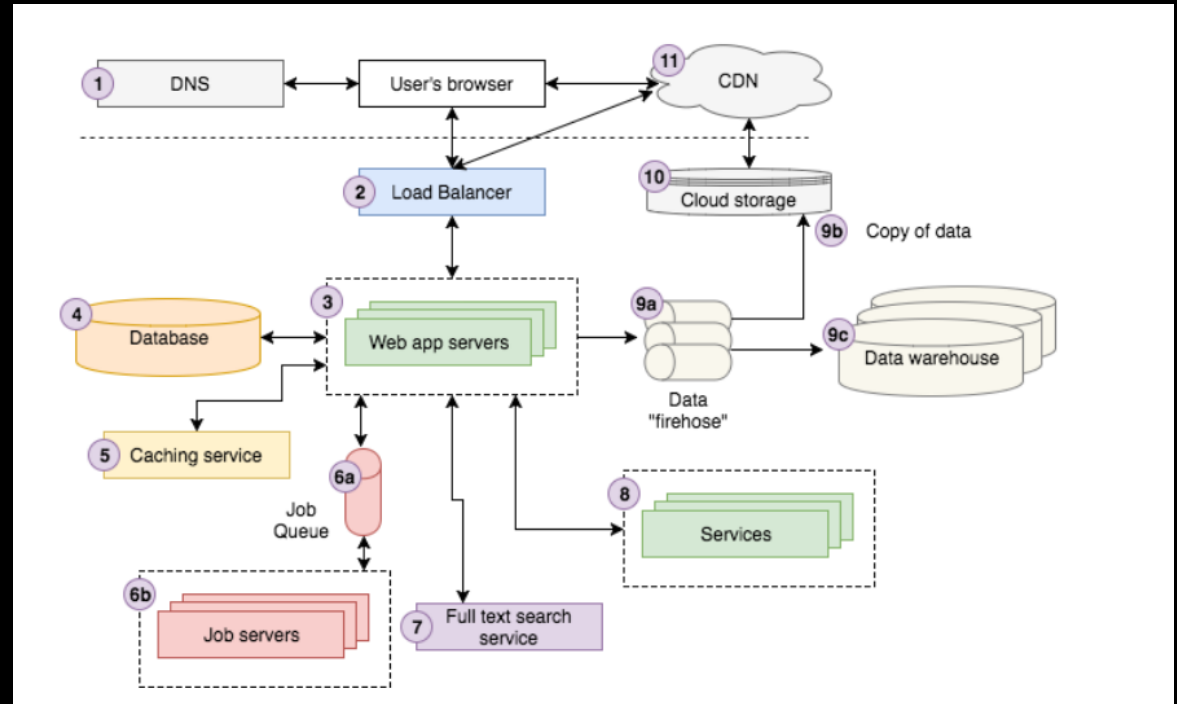 1
DNS
User's browser
11
CDN
2
Load Balancer
10
Cloud storage
9b
Copy of data
3
Web app servers
4
Database
9a
Data
"firehose"
9c
Data warehouse
5
Caching service
6a
Job
Queue
8
Services
6b
Job servers
7
Full text search
service